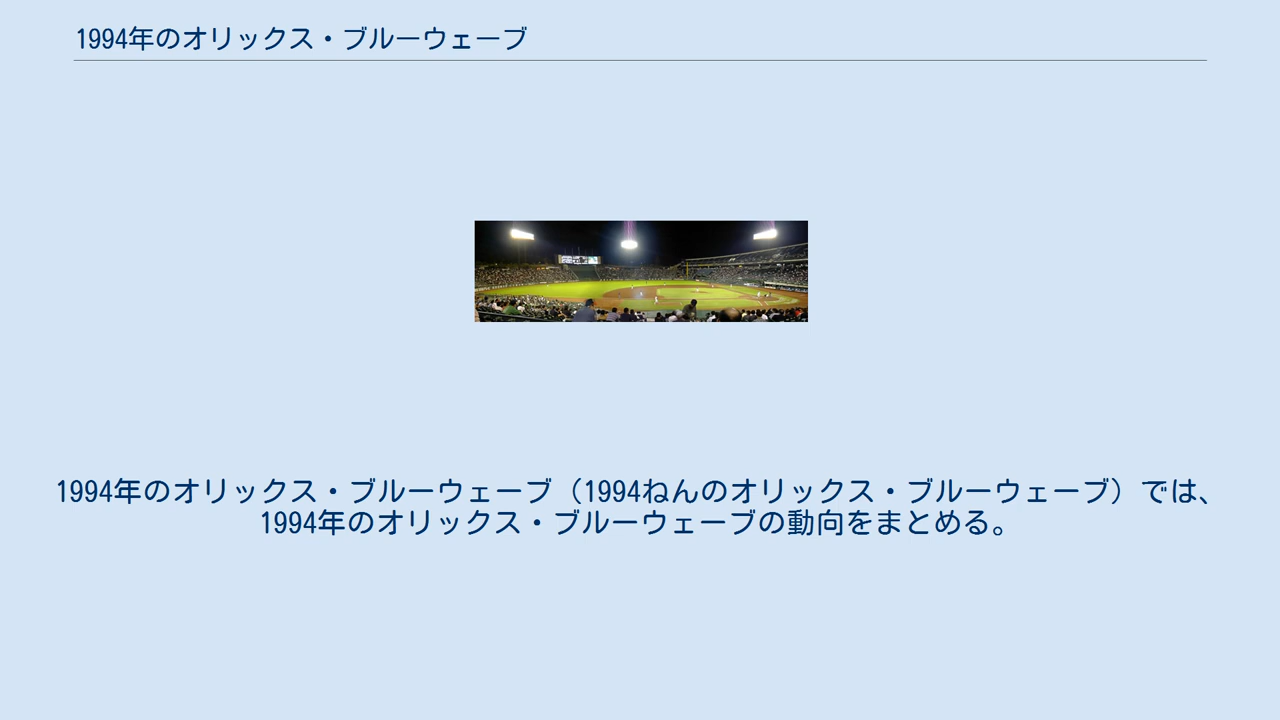 1994年のオリックス・ブルーウェーブ
1994年のオリックス・ブルーウェーブ（1994ねんのオリックス・ブルーウェーブ）では、
1994年のオリックス・ブルーウェーブの動向をまとめる。